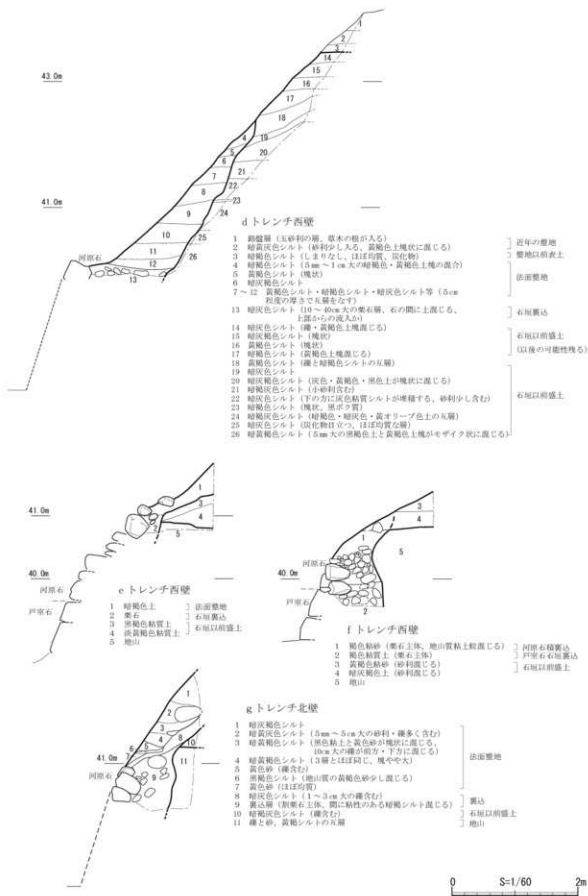 43.0m
41.0m
河原石
dトレンチ西壁
1 路盤層（玉砂利の層、草木の根が入る）
2 暗黄灰色シルト（砂利少し入る、黄褐色土塊状に混じる）
近年の整地
3 暗褐色シルト（しまりなし、ほぼ均質、炭化物）
整地以前表土
4 暗褐色シルト（5mm～1cm大の暗褐色・黄褐色土塊の混合）
5 黄褐色シルト（塊状）
6 暗灰褐色シルト
7～12 黄褐色シルト・暗褐色シルト・暗灰色シルト等（5cm
程度の厚さで互層をなす）
法面整地
13 暗灰色シルト（10～40cm大の栗石層、石の間に土混じる、
上部からの流入か）
石垣裏込
14 暗灰色シルト（礫・黄褐色土塊混じる）
15 暗灰褐色シルト（塊状）
16 黄褐色シルト（塊状）
17 暗褐色シルト（黄褐色土塊混じる）
18 黄色シルト（礫と暗褐色シルトの互層）
石垣以前盛土
（以後の可能性残る）
19 暗灰色シルト
20 暗灰褐色シルト（灰色・黄褐色・黒色土が塊状に混じる）
21 暗灰褐色シルト（小砂利含む）
22 暗灰色シルト（下の方に灰色粘質シルトが堆積する、砂利少し含む）
23 暗褐色シルト（塊状、黒ボク質）
24 暗灰色シルト（暗褐色・暗灰色・黄オリーブ色土の互層）
25 暗灰色シルト（炭化物目立つ、ほぼ均質な層）
26 暗黄褐色シルト（5mm大の黒褐色土と黄褐色土塊がモザイク状に混じる）
石垣以前盛土
41.0m
40.0m
河原石
戸室石
eトレンチ西壁
1 暗褐色土
法面整地
2 栗石
石垣裏込
3 黒褐色粘質土
4 淡黄褐色粘質土
石垣以前盛土
5 地山
40.0m
河原石
戸室石
fトレンチ西壁
1 褐色粘砂（栗石主体、地山質粘土粒混じる）
河原石積裏込
2 褐色粘質土（栗石主体）
戸室石石垣裏込
3 黄褐色粘砂（砂利混じる）
4 暗褐色土（砂利混じる）
石垣以前盛土
5 地山
41.0m
河原石
gトレンチ北壁
1 暗灰褐色シルト
2 暗黄灰色シルト（5mm～5cm大の砂利・礫多く含む）
3 暗黄褐色シルト（黒色粘土と黄色砂が塊状に混じる、
10cm大の礫が前方・下方に混じる）
4 暗黄褐色シルト（3層とほぼ同じ、塊やや大）
5 黄色砂（礫含む）
6 黒褐色シルト（地山質の黄褐色砂少し混じる）
7 黄色砂（ほぼ均質）
法面整地
8 暗灰色シルト（1～3cm大の礫含む）
9 裏込層（割栗石主体、間に粘性のある暗褐シルト混じる）
裏込
10 暗灰褐色シルト（礫含む）
石垣以前盛土
11 礫と砂、黄褐シルトの互層
地山
0 S=1/60 2m